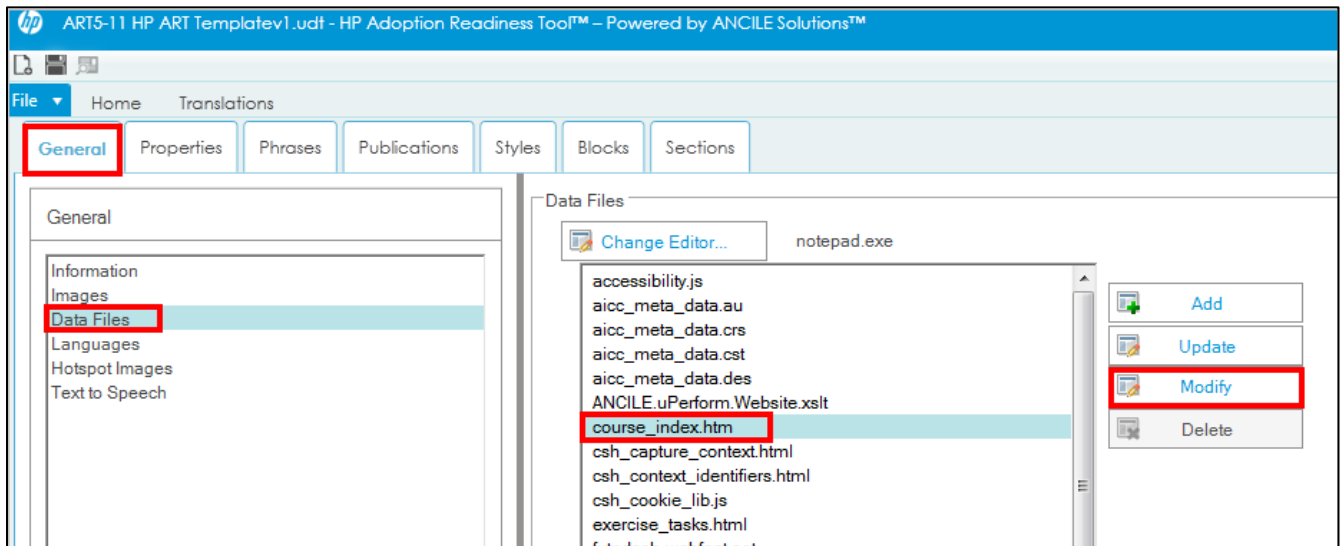 hp ART5-11 HP ART Templatev1.udt - HP Adoption Readiness Tool™ – Powered by ANCILE Solutions™
File Home Translations
General Properties Phrases Publications Styles Blocks Sections
General
Information
Images
Data Files
Languages
Hotspot Images
Text to Speech
Data Files
Change Editor... notepad.exe
accessibility.js
aicc_meta_data.au
aicc_meta_data.crs
aicc_meta_data.cst
aicc_meta_data.des
ANCILE.uPerform.Website.xslt
course_index.htm
csh_capture_context.html
csh_context_identifiers.html
csh_cookie_lib.js
exercise_tasks.html
Add
Update
Modify
Delete